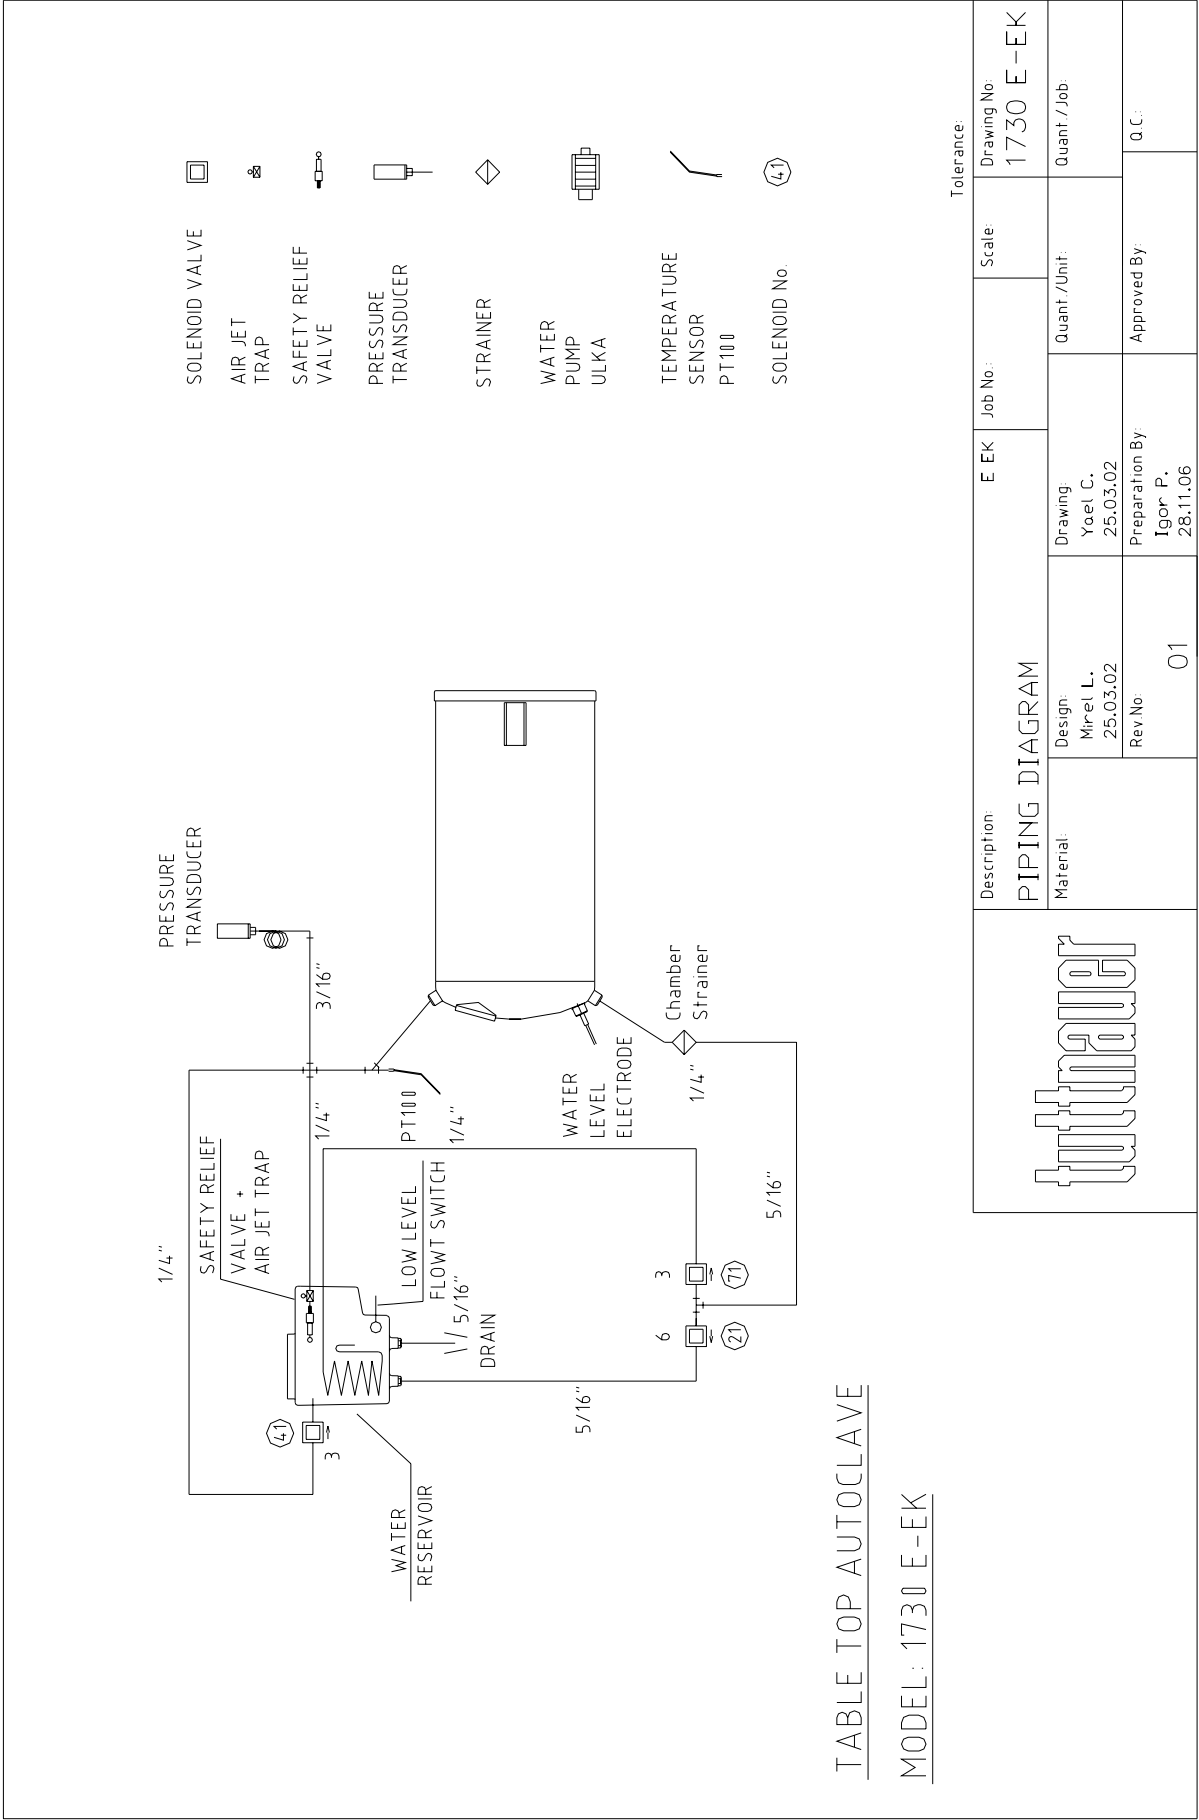 PRESSURE
TRANSDUCER
3/16"
1/4"
1/4"
SAFETY RELIEF
VALVE +
AIR JET TRAP
PT100
1/4"
LOW LEVEL
FLOWT SWITCH
5/16"
DRAIN
41
3
WATER
RESERVOIR
WATER
LEVEL
ELECTRODE
Chamber
Strainer
1/4"
5/16"
5/16"
3
71
6
21
SOLENOID VALVE
AIR JET
TRAP
SAFETY RELIEF
VALVE
PRESSURE
TRANSDUCER
STRAINER
WATER
PUMP
ULKA
TEMPERATURE
SENSOR
PT100
SOLENOID No.
41
TABLE TOP AUTOCLAVE
MODEL: 1730 E-EK
Tolerance:
tuttnauer
Description:
E EK
PIPING DIAGRAM
Job No.:
Scale:
Drawing No:
1730 E-EK
Material:
Design:
Mirel L.
25.03.02
Drawing:
Yael C.
25.03.02
Quant./Unit:
Quant./Job:
Rev.No:
01
Preparation By:
Igor P.
28.11.06
Approved By:
Q.C.: